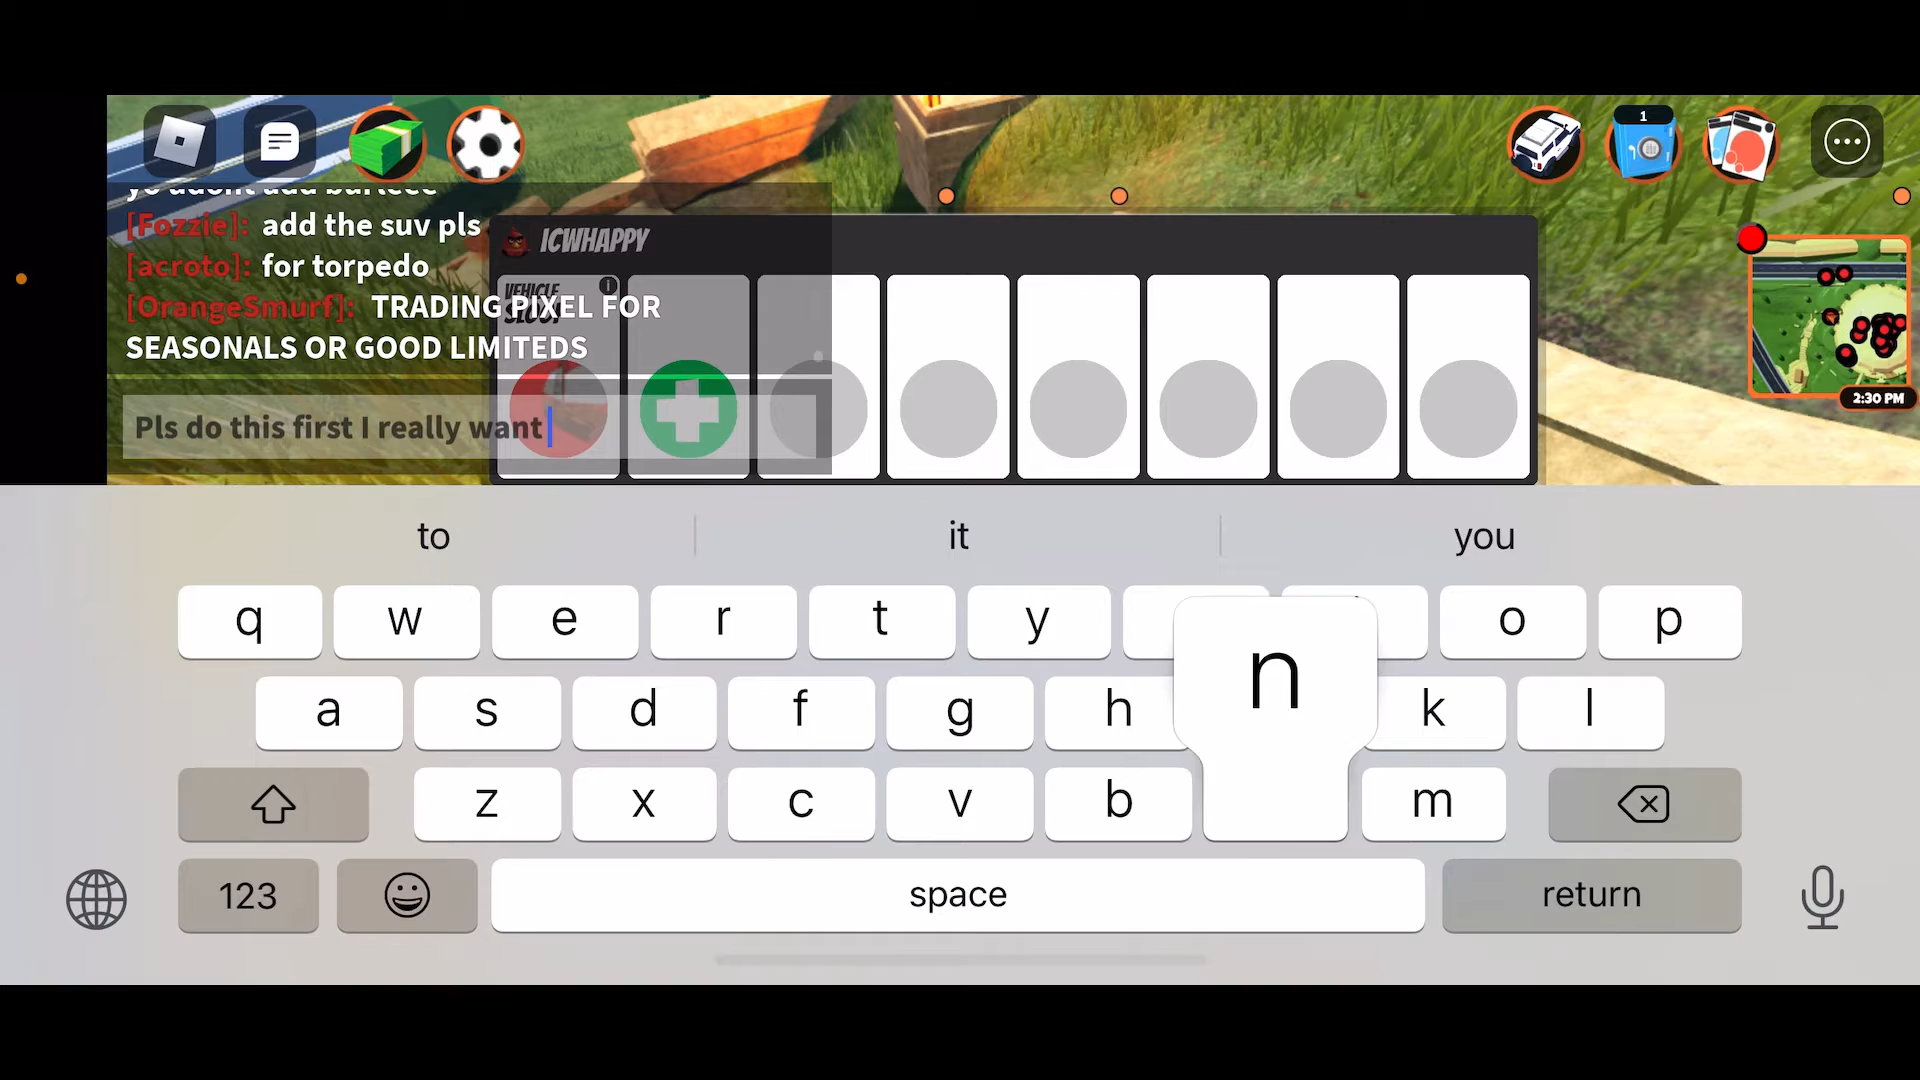 1
[Fozzie]: add the suv pls
[acroto]: for torpedo
[OrangeSmurf]: TRADING PIXEL FOR
SEASONALS OR GOOD LIMITEDS
Pls do this first I really want
ICWHAPPY
VEHICLE
i
2:30 PM
to it you
q w e r t y o p
a s d f g h k l
n
z x c v b m
123 space return